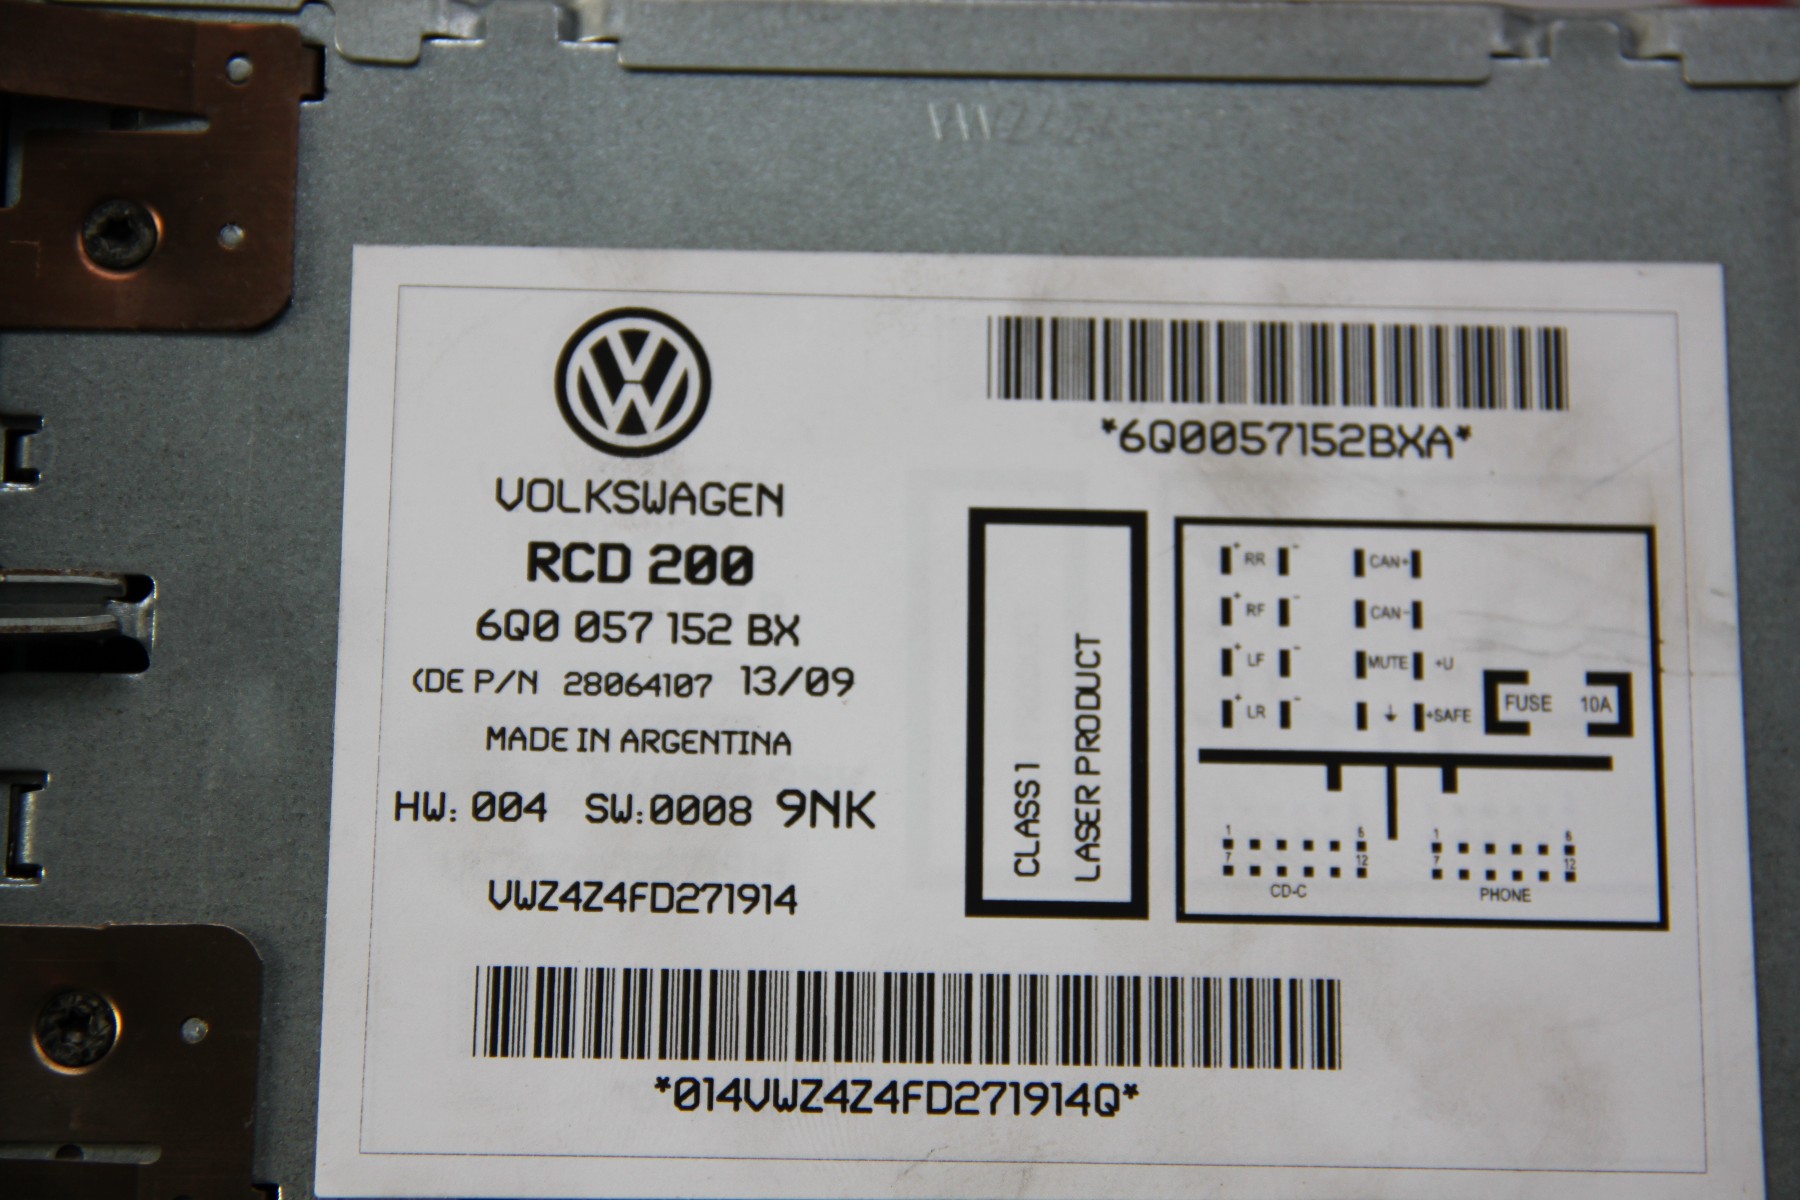 VOLKSWAGEN
RCD 200
6Q0 057 152 BX
(DE P/N 28064107 13/09
MADE IN ARGENTINA
HW: 004 SW:0008 9NK
VWZ4Z4FD271914
*6Q0057152BXA*
CLASS 1
LASER PRODUCT
+ RR - CAN+
+ RF - CAN-
+ LF - MUTE +U
+ LR - ↓ +SAFE
FUSE 10A
1 6 1 6
7 12 7 12
CD-C PHONE
*014VWZ4Z4FD271914Q*